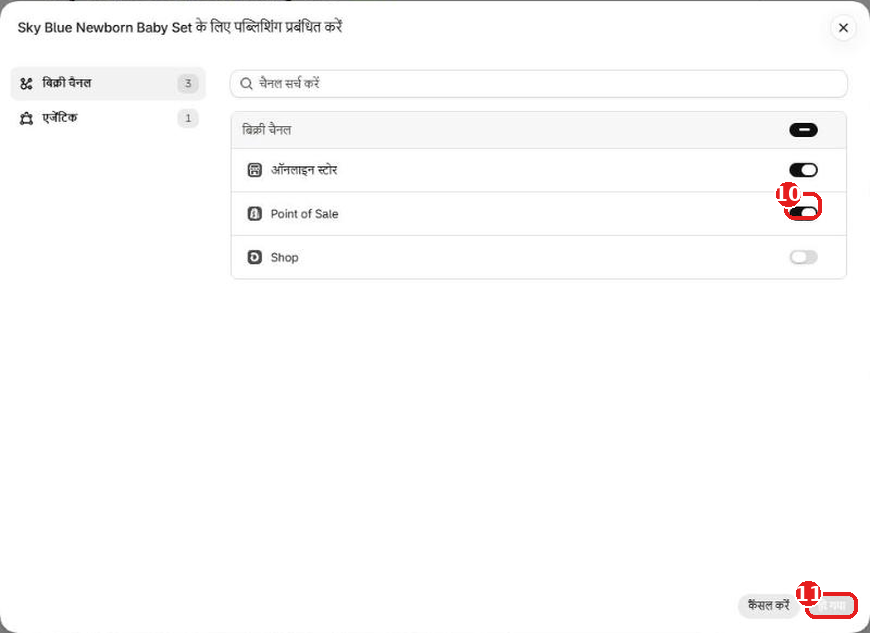 Sky Blue Newborn Baby Set के लिए पब्लिशिंग प्रबंधित करें
बिक्री चैनल 3
एजेंटिक 1
चैनल सर्च करें
बिक्री चैनल
ऑनलाइन स्टोर
10
Point of Sale
Shop
कैंसल करें
11
गया